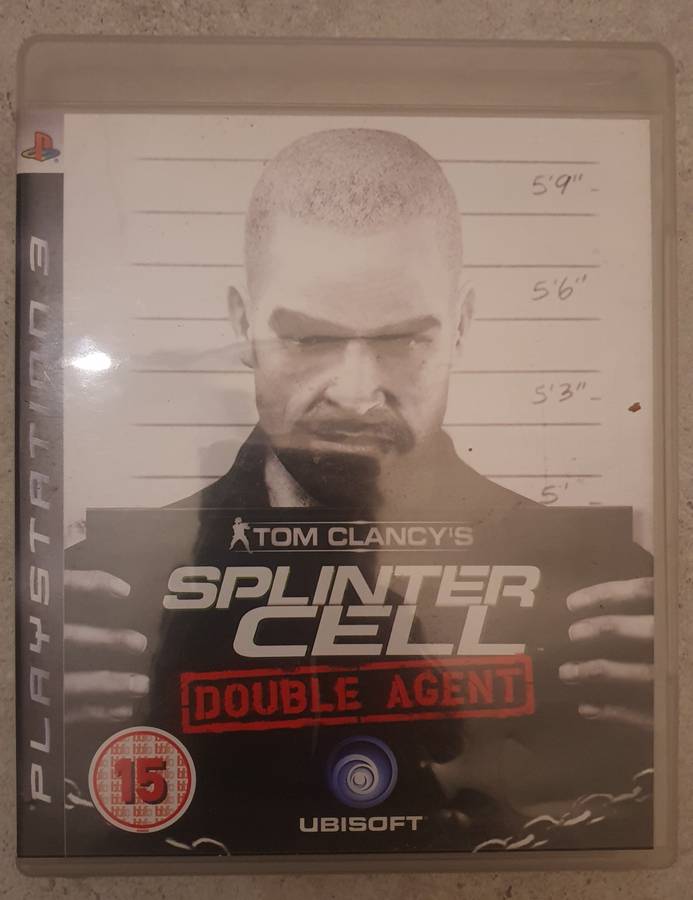 PLAYSTATION 3
5'9"
5'6"
5'3"
5'
TOM CLANCY'S
SPLINTER
CELL
DOUBLE AGENT
15
UBISOFT